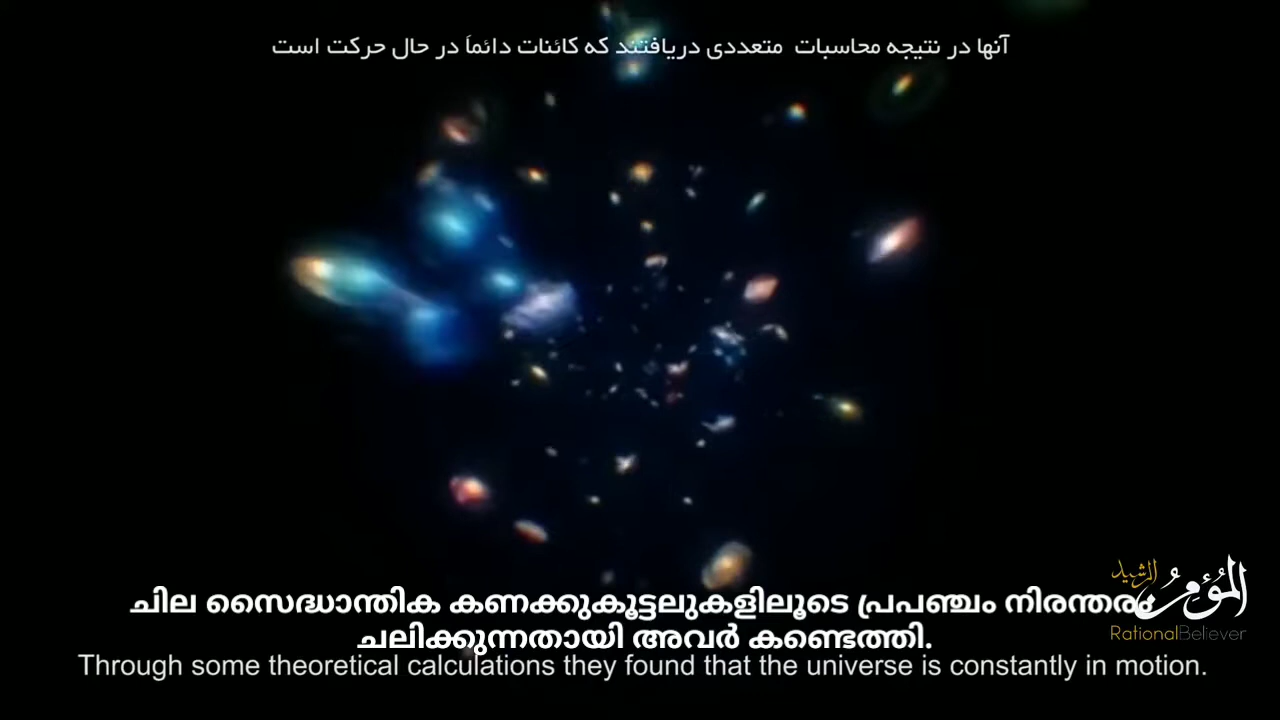 آنها در نتیجه محاسبات  متعددی دریافتند که کائنات دائماَ در حال حرکت است
المؤمن الرشيد
RationalBeliever
ചില സൈദ്ധാന്തിക കണക്കുകൂട്ടലുകളിലൂടെ പ്രപഞ്ചം നിരന്തരം
ചലിക്കുന്നതായി അവർ കണ്ടെത്തി.
Through some theoretical calculations they found that the universe is constantly in motion.